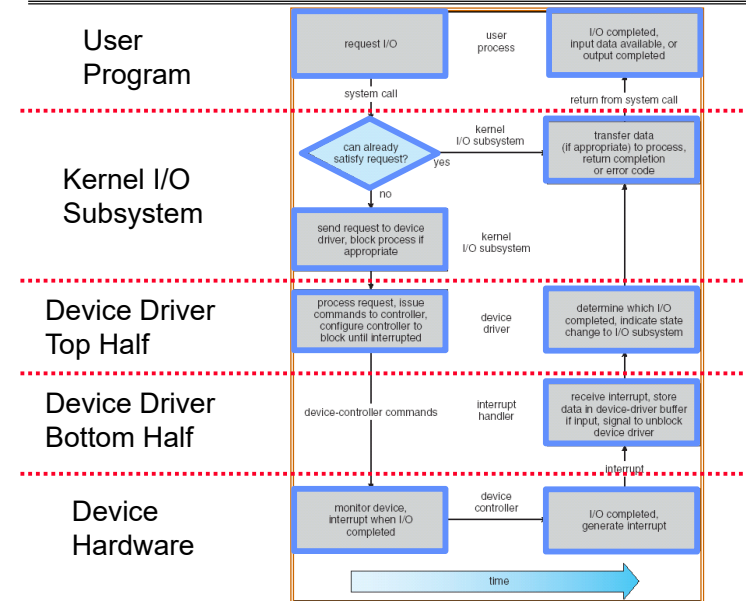 User
Program
request I/O
user
process
I/O completed,
input data available, or
output completed
system call
return from system call
Kernel I/O
Subsystem
can already
satisfy request?
yes
no
kernel
I/O subsystem
transfer data
(if appropriate) to process,
return completion
or error code
send request to device
driver, block process if
appropriate
kernel
I/O subsystem
Device Driver
Top Half
process request, issue
commands to controller,
configure controller to
block until interrupted
device
driver
determine which I/O
completed, indicate state
change to I/O subsystem
Device Driver
Bottom Half
device-controller commands
interrupt
handler
receive interrupt, store
data in device-driver buffer
if input, signal to unblock
device driver
interrupt
Device
Hardware
monitor device,
interrupt when I/O
completed
device
controller
I/O completed,
generate interrupt
time